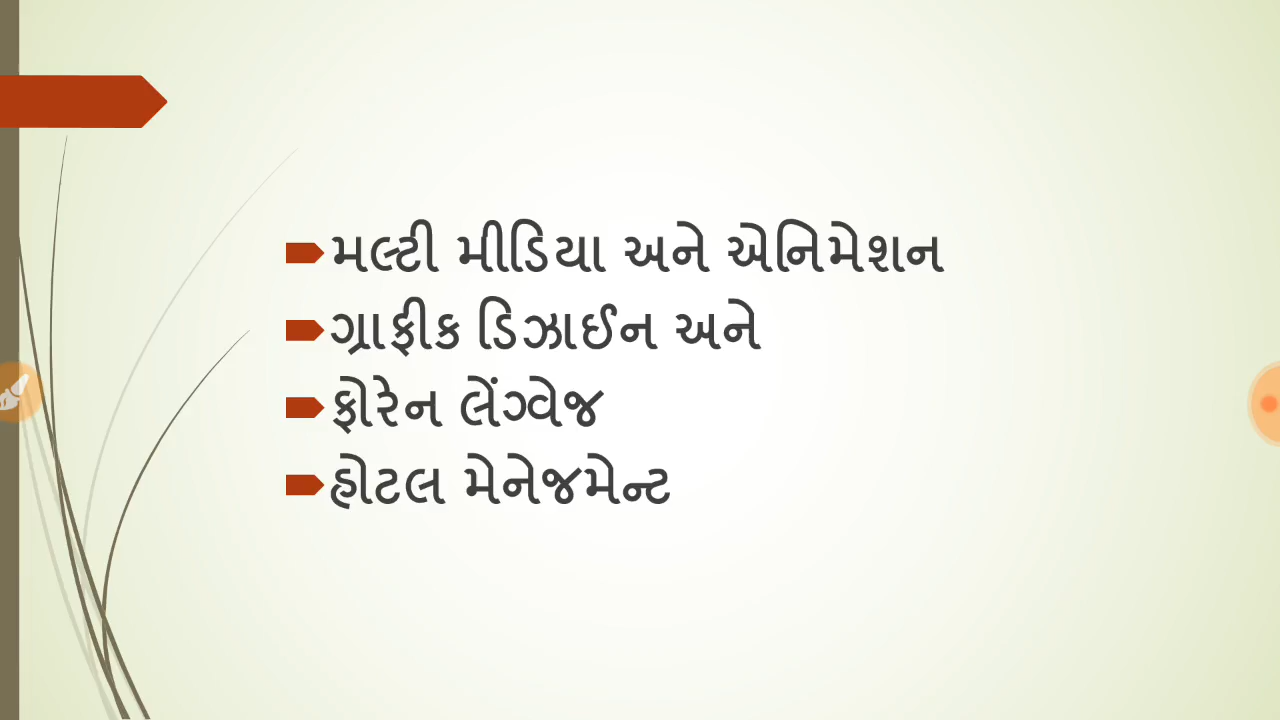 મલ્ટી મીડિયા અને એનિમેશન
ગ્રાફીક ડિઝાઈન અને
ફોરેન લેંગ્વેજ
હોટલ મેનેજમેન્ટ